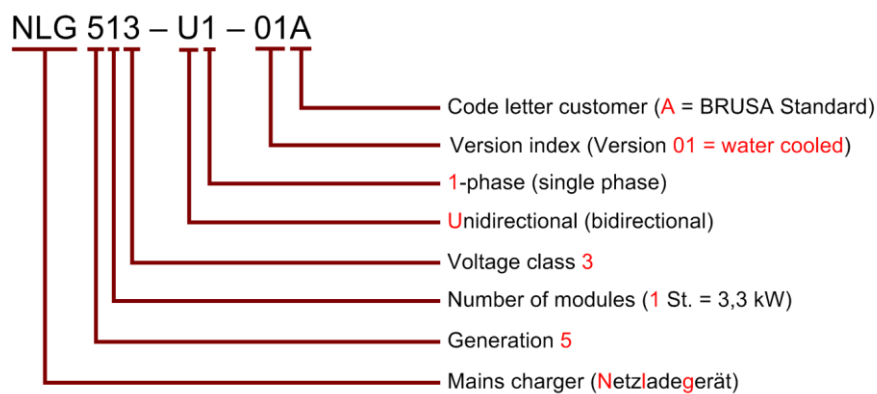 NLG 513 – U1 – 01A
Code letter customer (A = BRUSA Standard)
Version index (Version 01 = water cooled)
1-phase (single phase)
Unidirectional (bidirectional)
Voltage class 3
Number of modules (1 St. = 3,3 kW)
Generation 5
Mains charger (Netzladegerät)